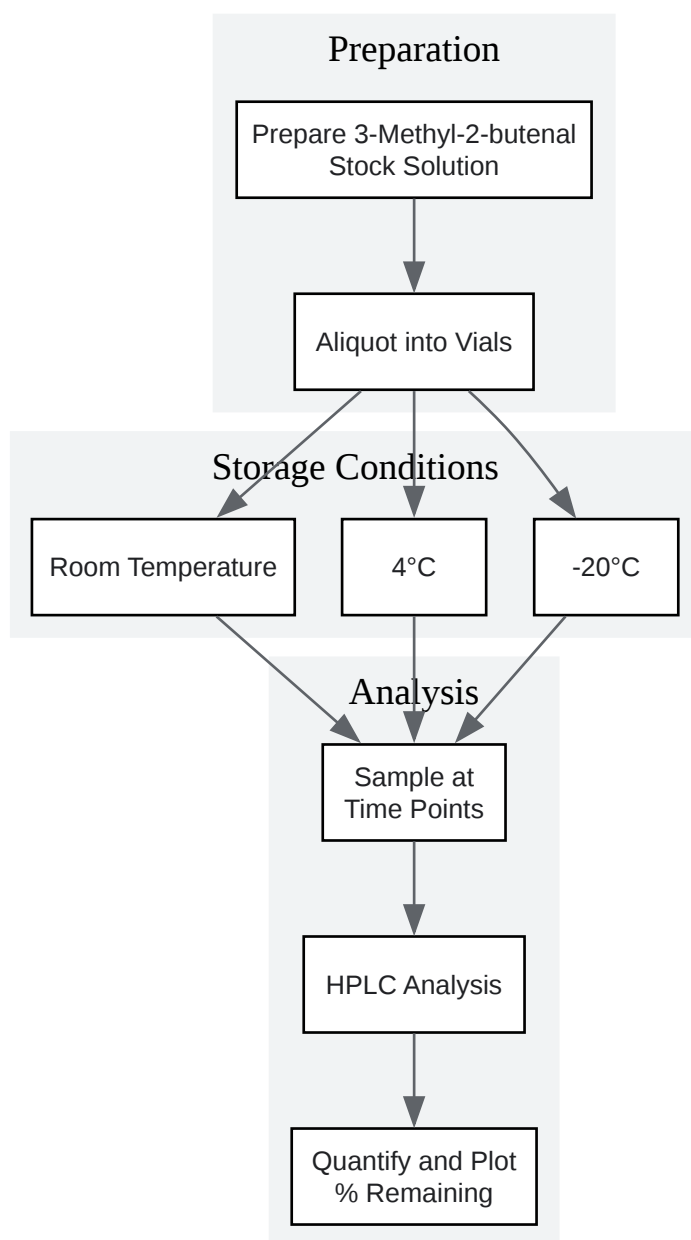 Preparation
Prepare 3-Methyl-2-butenal
Stock Solution
Aliquot into Vials
Storage Conditions
Room Temperature
4°C
-20°C
Analysis
Sample at
Time Points
HPLC Analysis
Quantify and Plot
% Remaining